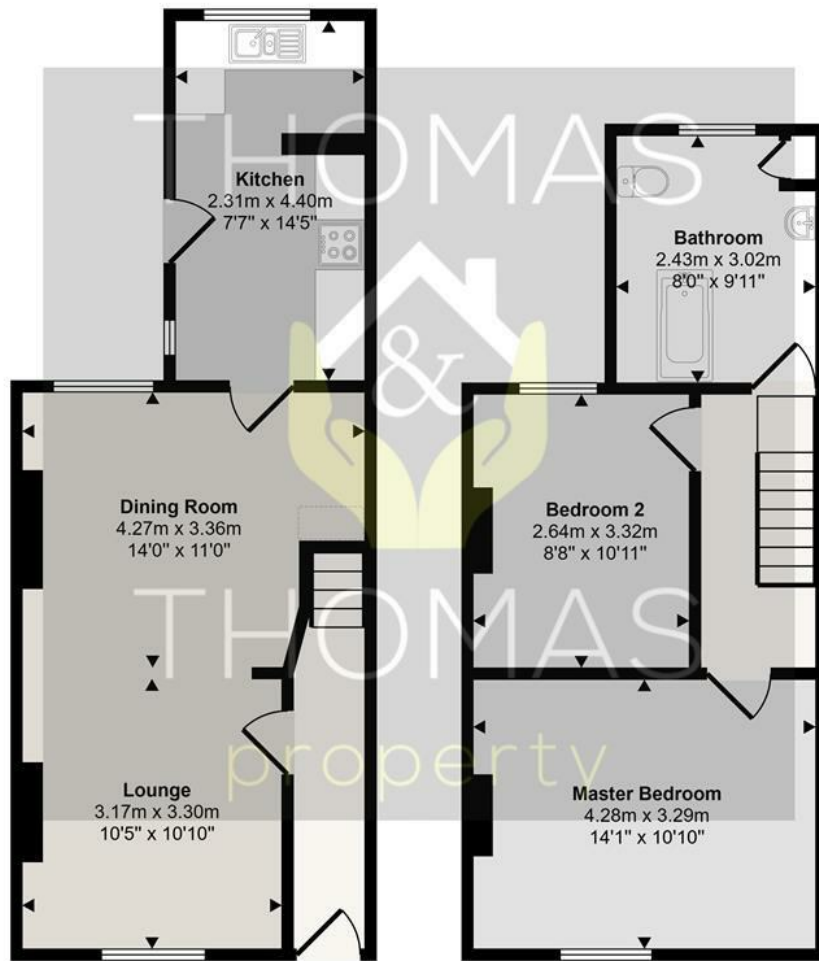 THOMAS
&
THOMAS
property
Kitchen
2.31m x 4.40m
7'7" x 14'5"
Dining Room
4.27m x 3.36m
14'0" x 11'0"
Lounge
3.17m x 3.30m
10'5" x 10'10"
Bathroom
2.43m x 3.02m
8'0" x 9'11"
Bedroom 2
2.64m x 3.32m
8'8" x 10'11"
Master Bedroom
4.28m x 3.29m
14'1" x 10'10"